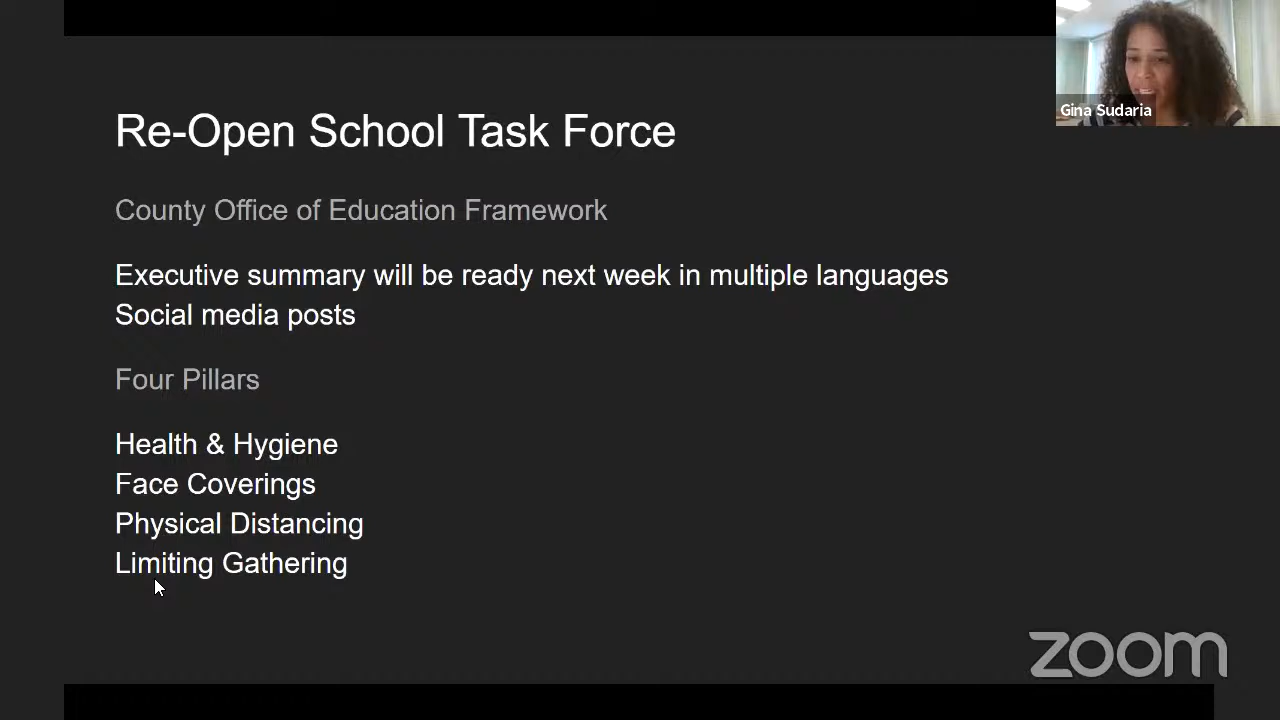 Gina Sudaria
Re-Open School Task Force
County Office of Education Framework
Executive summary will be ready next week in multiple languages
Social media posts
Four Pillars
Health & Hygiene
Face Coverings
Physical Distancing
Limiting Gathering
zoom